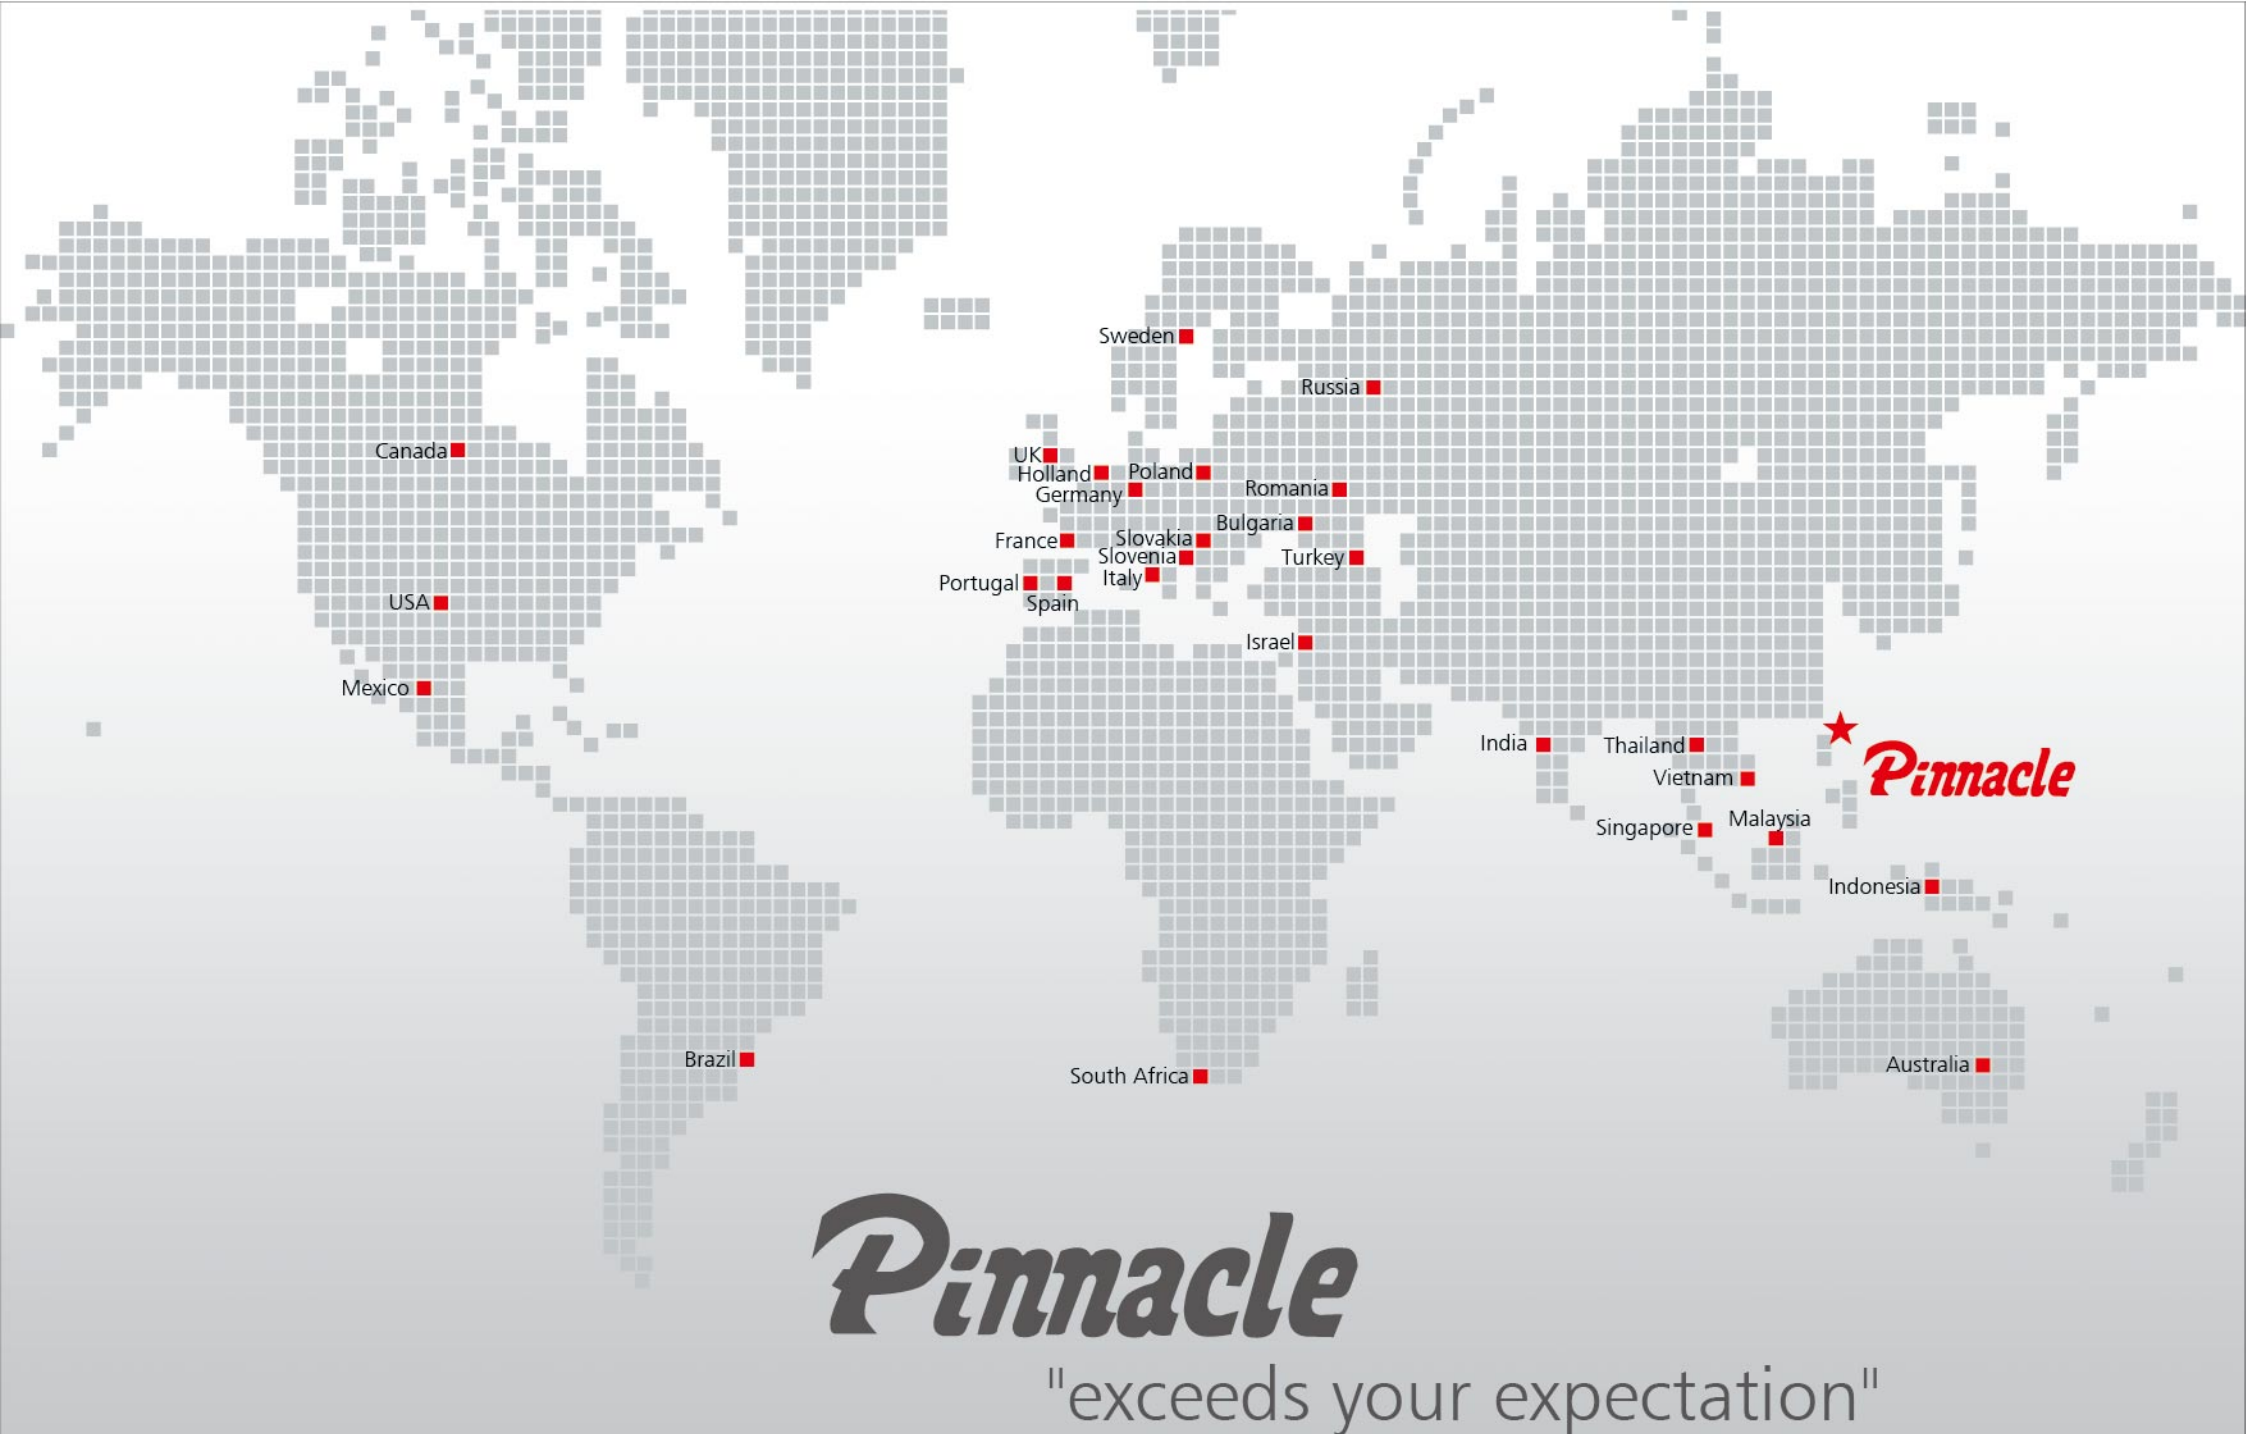 Sweden
Russia
Canada
UK
Holland
Poland
Germany
Romania
Bulgaria
France
Slovakia
Slovenia
Turkey
Italy
Portugal
Spain
USA
Israel
Mexico
India
Thailand
Pinnacle
Vietnam
Malaysia
Singapore
Indonesia
Brazil
South Africa
Australia
Pinnacle
"exceeds your expectation"